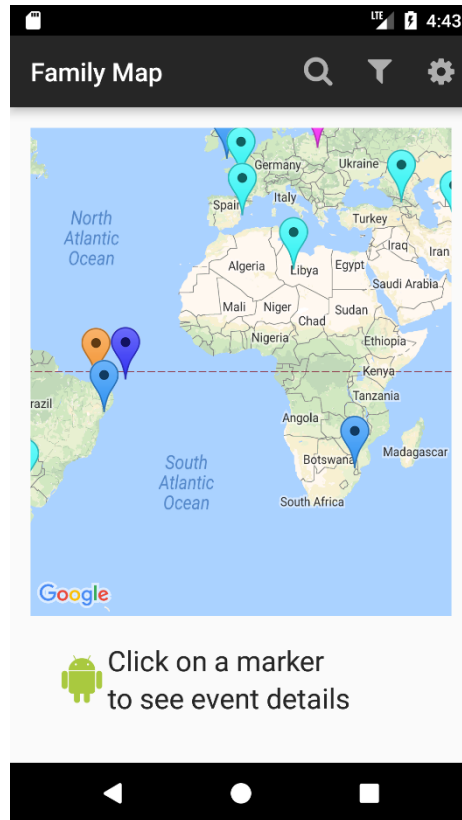 LTE 4:43
Family Map
Germany
Ukraine
Spain
Italy
Turkey
North
Atlantic
Ocean
Iraq
Iran
Algeria
Libya
Egypt
Saudi Arabia
Mali
Niger
Chad
Sudan
Nigeria
Ethiopia
Kenya
razil
Tanzania
Angola
Botswana
Madagascar
South
Atlantic
Ocean
South Africa
Google
Click on a marker
to see event details